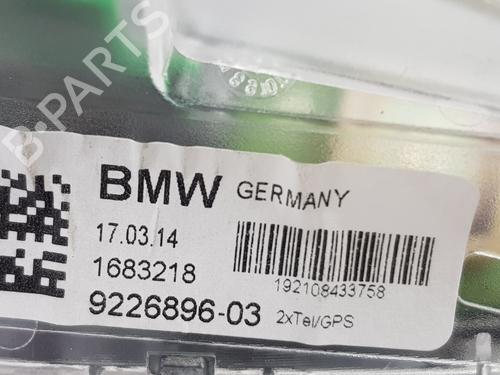 B-PARTS
BMW GERMANY
17.03.14
1683218
192108433758
9226896-03 2xTel/GPS